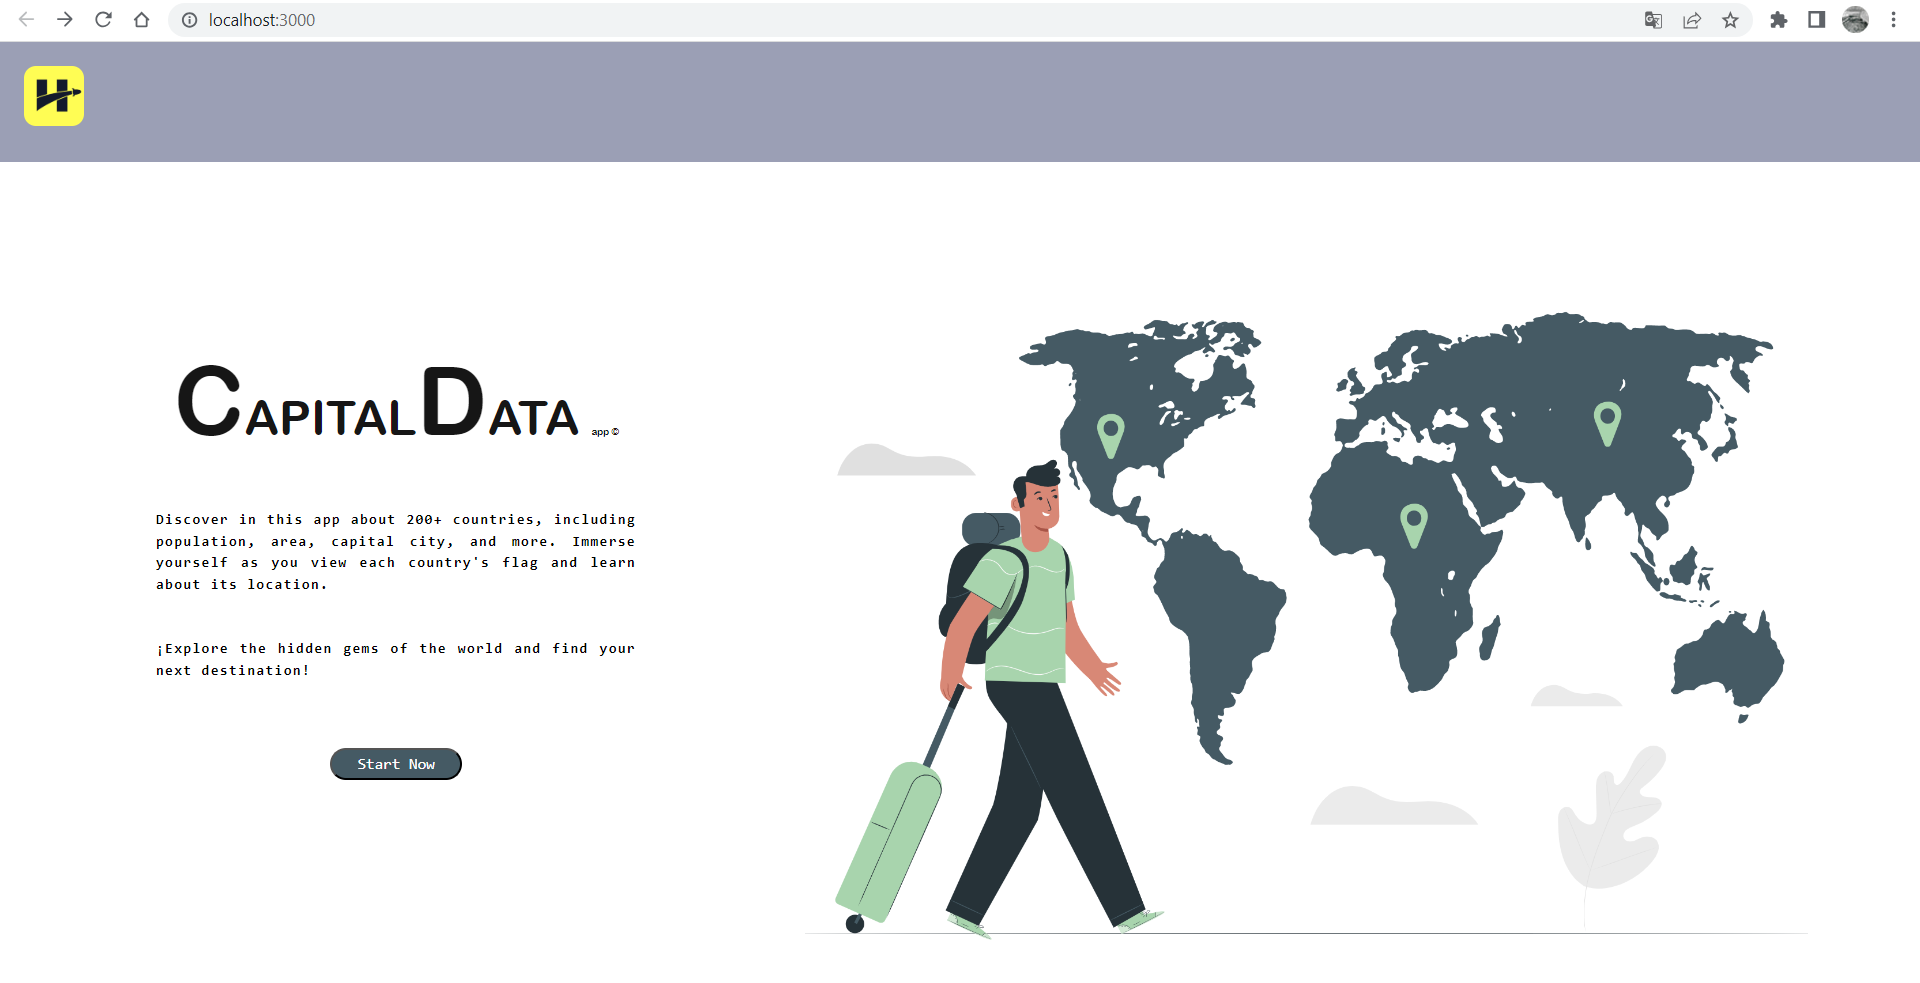 localhost:3000
H
CAPITALDATA app ©
Discover in this app about 200+ countries, including
population, area, capital city, and more. Immerse
yourself as you view each country's flag and learn
about its location.
¡Explore the hidden gems of the world and find your
next destination!
Start Now